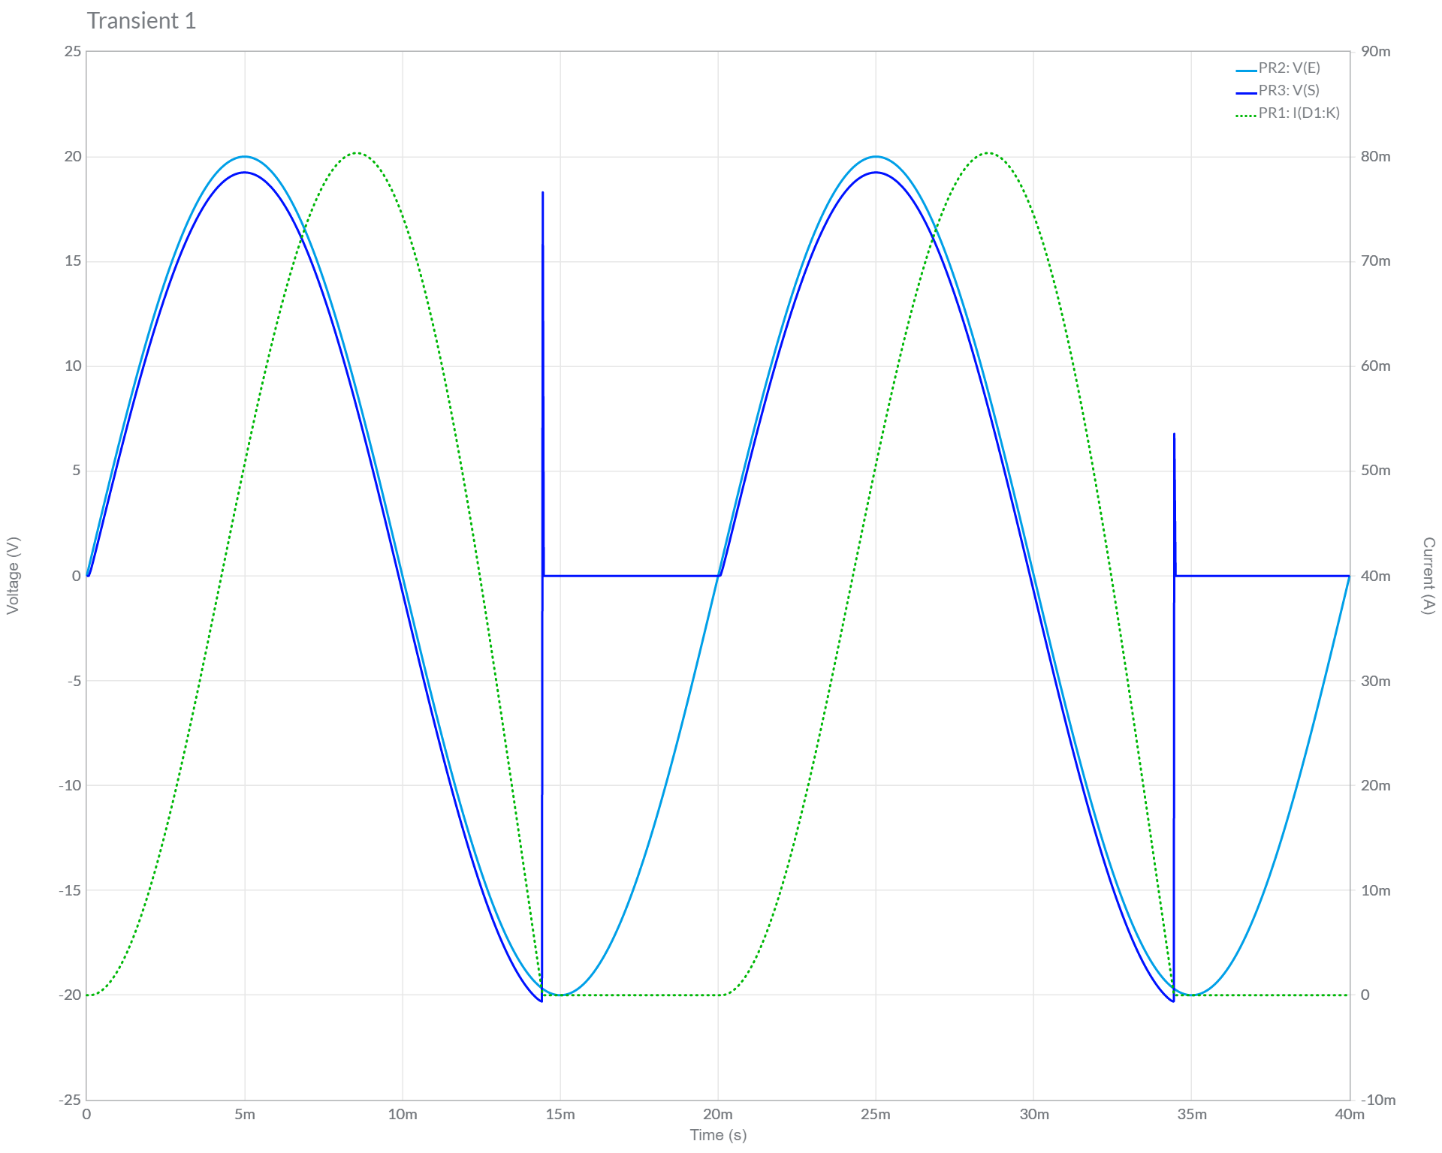 Transient 1
25
20
15
10
5
0
-5
-10
-15
-20
-25
Voltage (V)
90m
80m
70m
60m
50m
40m
30m
20m
10m
0
-10m
Current (A)
PR2: V(E)
PR3: V(S)
PR1: I(D1:K)
0
5m
10m
15m
20m
25m
30m
35m
40m
Time (s)